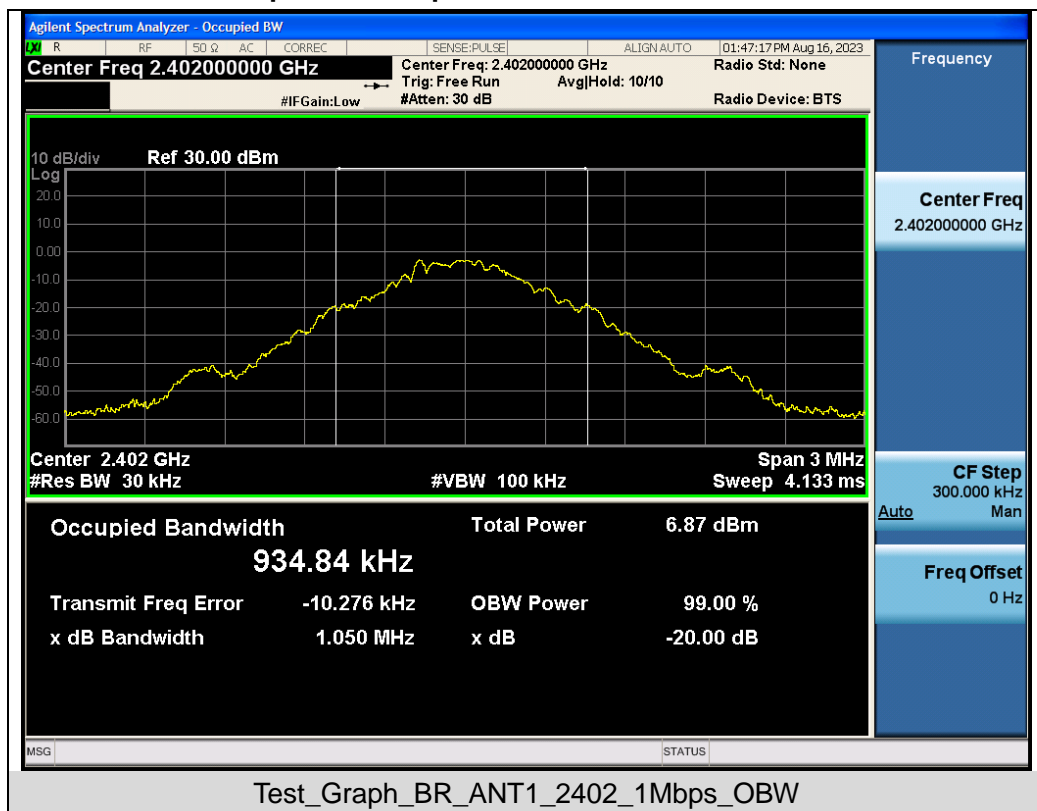 Agilent Spectrum Analyzer - Occupied BW
LXI R RF 50 Ω AC CORREC SENSE:PULSE ALIGN AUTO 01:47:17 PM Aug 16, 2023
Center Freq 2.402000000 GHz
Center Freq: 2.402000000 GHz
Radio Std: None
Trig: Free Run Avg|Hold: 10/10
#IFGain:Low #Atten: 30 dB
Radio Device: BTS
10 dB/div Ref 30.00 dBm
Log
20.0
10.0
0.00
-10.0
-20.0
-30.0
-40.0
-50.0
-60.0
Center 2.402 GHz Span 3 MHz
#Res BW 30 kHz #VBW 100 kHz Sweep 4.133 ms
Occupied Bandwidth Total Power 6.87 dBm
934.84 kHz
Transmit Freq Error -10.276 kHz OBW Power 99.00 %
x dB Bandwidth 1.050 MHz x dB -20.00 dB
MSG STATUS
Frequency
Center Freq
2.402000000 GHz
CF Step
300.000 kHz
Auto Man
Freq Offset
0 Hz
Test_Graph_BR_ANT1_2402_1Mbps_OBW